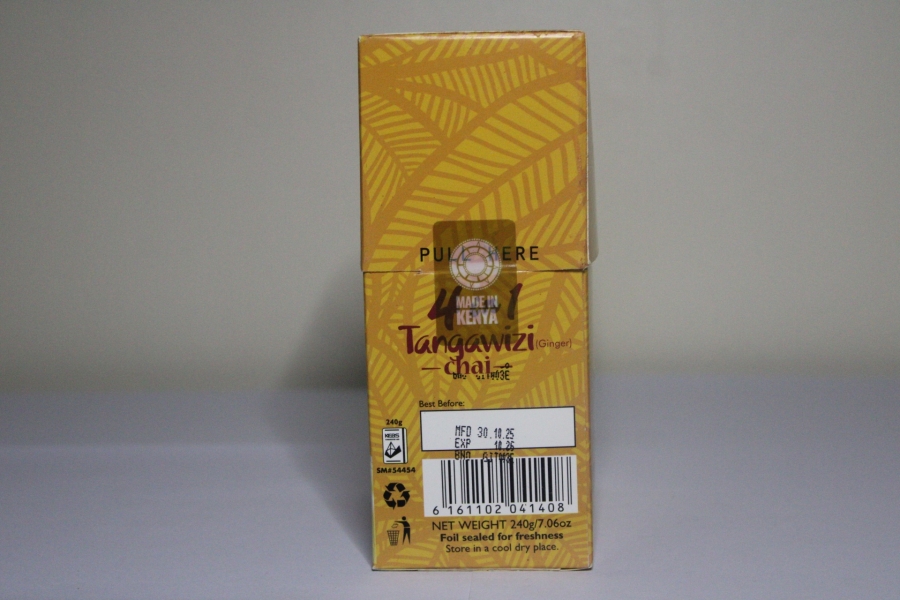 PULL HERE
MADE IN
KENYA
4 1
Tangawizi (Ginger)
chai
Best Before:
MFD 30.10.25
EXP 10.26
BNO
240g
KEBS
SM#54454
6 161102 041408
NET WEIGHT 240g/7.06oz
Foil sealed for freshness
Store in a cool dry place.